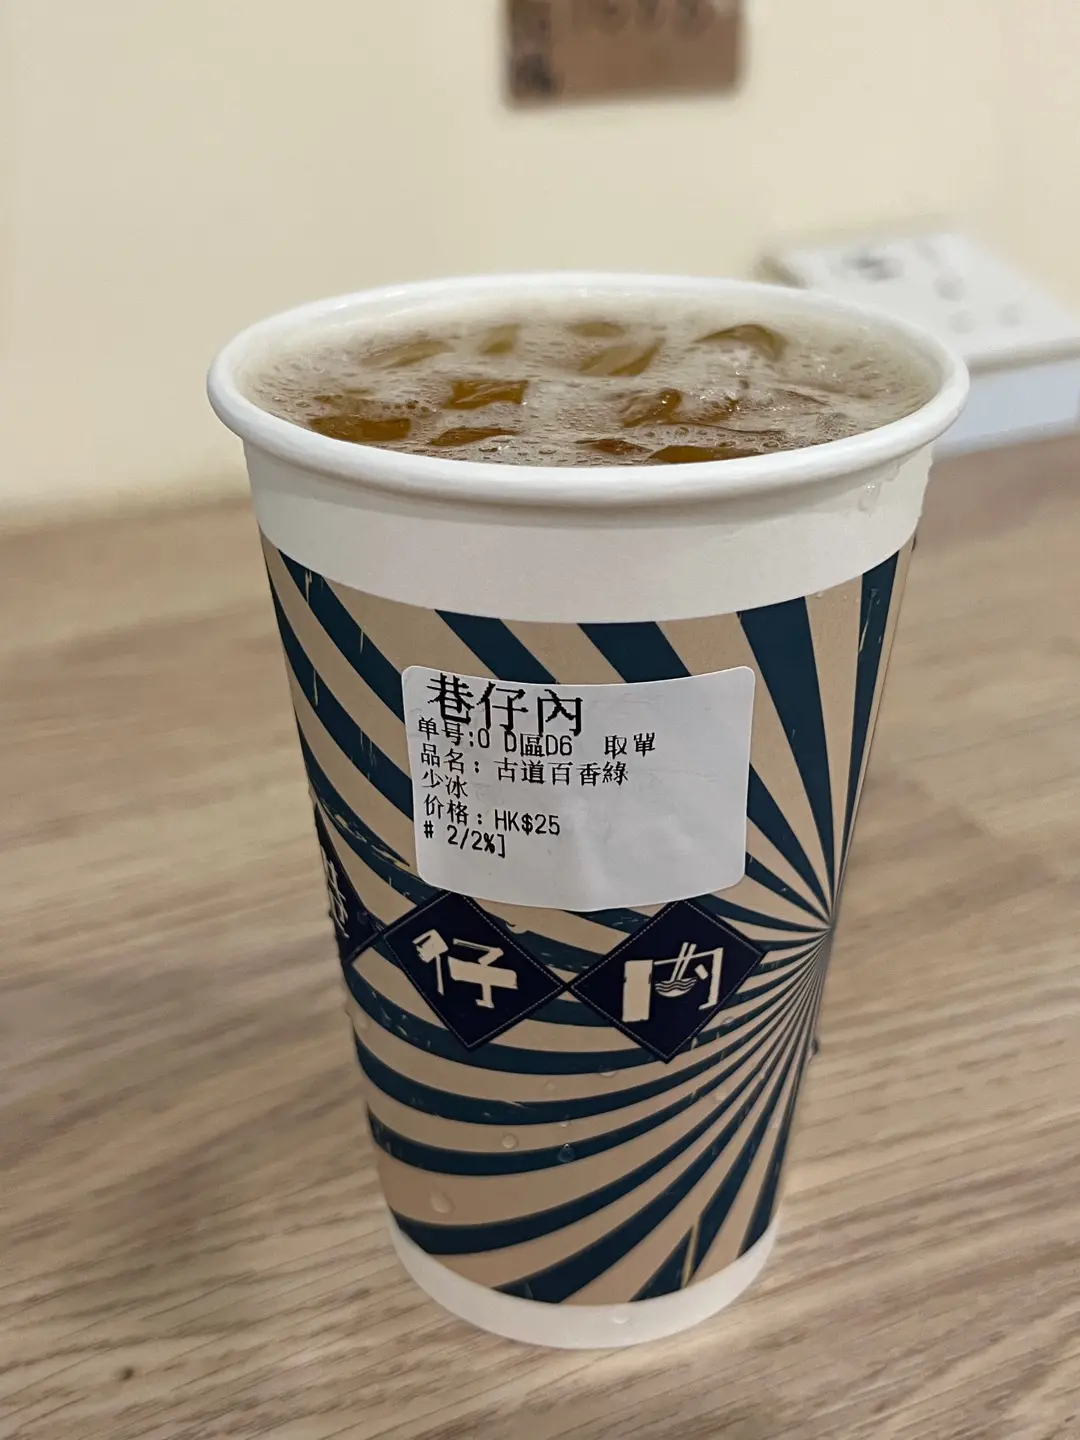 巷仔內
单号:0 D區D6 取單
品名: 古道百香綠
少冰
价格: HK$25
# 2/2%]
巷仔內